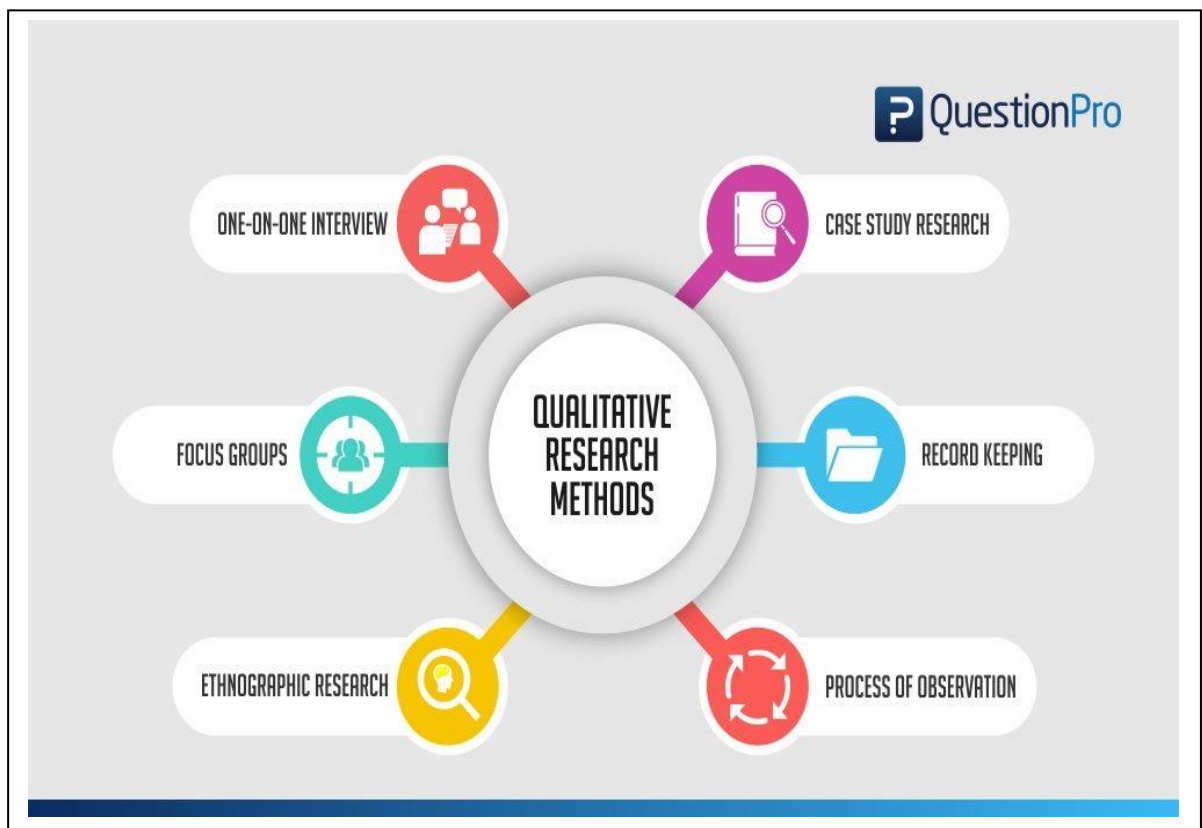 QuestionPro
ONE-ON-ONE INTERVIEW
CASE STUDY RESEARCH
FOCUS GROUPS
QUALITATIVE
RESEARCH
METHODS
RECORD KEEPING
ETHNOGRAPHIC RESEARCH
PROCESS OF OBSERVATION